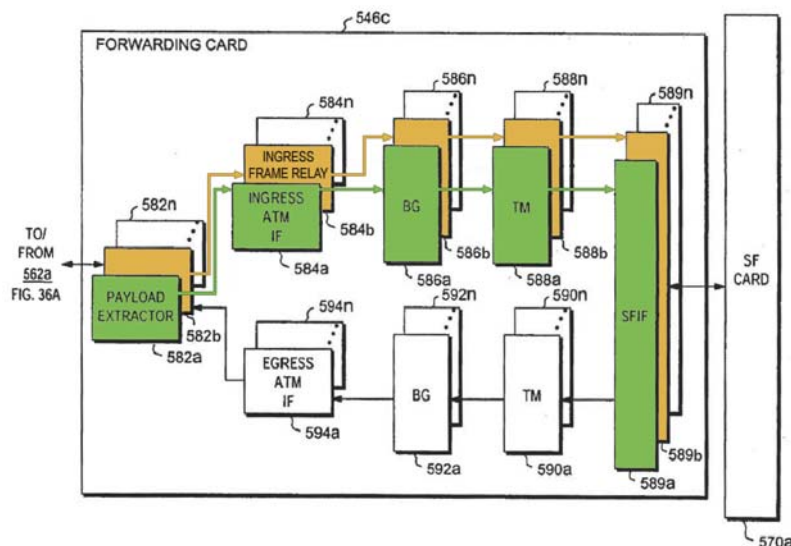 546c
FORWARDING CARD
584n
586n
588n
589n
INGRESS
FRAME RELAY
INGRESS
ATM
IF
584b
584a
BG
586b
586a
TM
588b
588a
582n
TO/
FROM
562a
FIG. 36A
PAYLOAD
EXTRACTOR
582b
582a
594n
EGRESS
ATM
IF
594a
592n
BG
592a
590n
TM
590a
SFIF
589b
589a
SF
CARD
570a